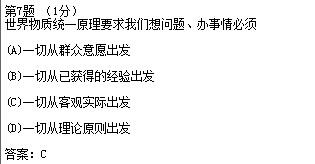 第7题 （1分）
世界物质统一原理要求我们想问题、办事情必须
(A)一切从群众意愿出发
(B)一切从已获得的经验出发
(C)一切从客观实际出发
(D)一切从理论原则出发
答案：C